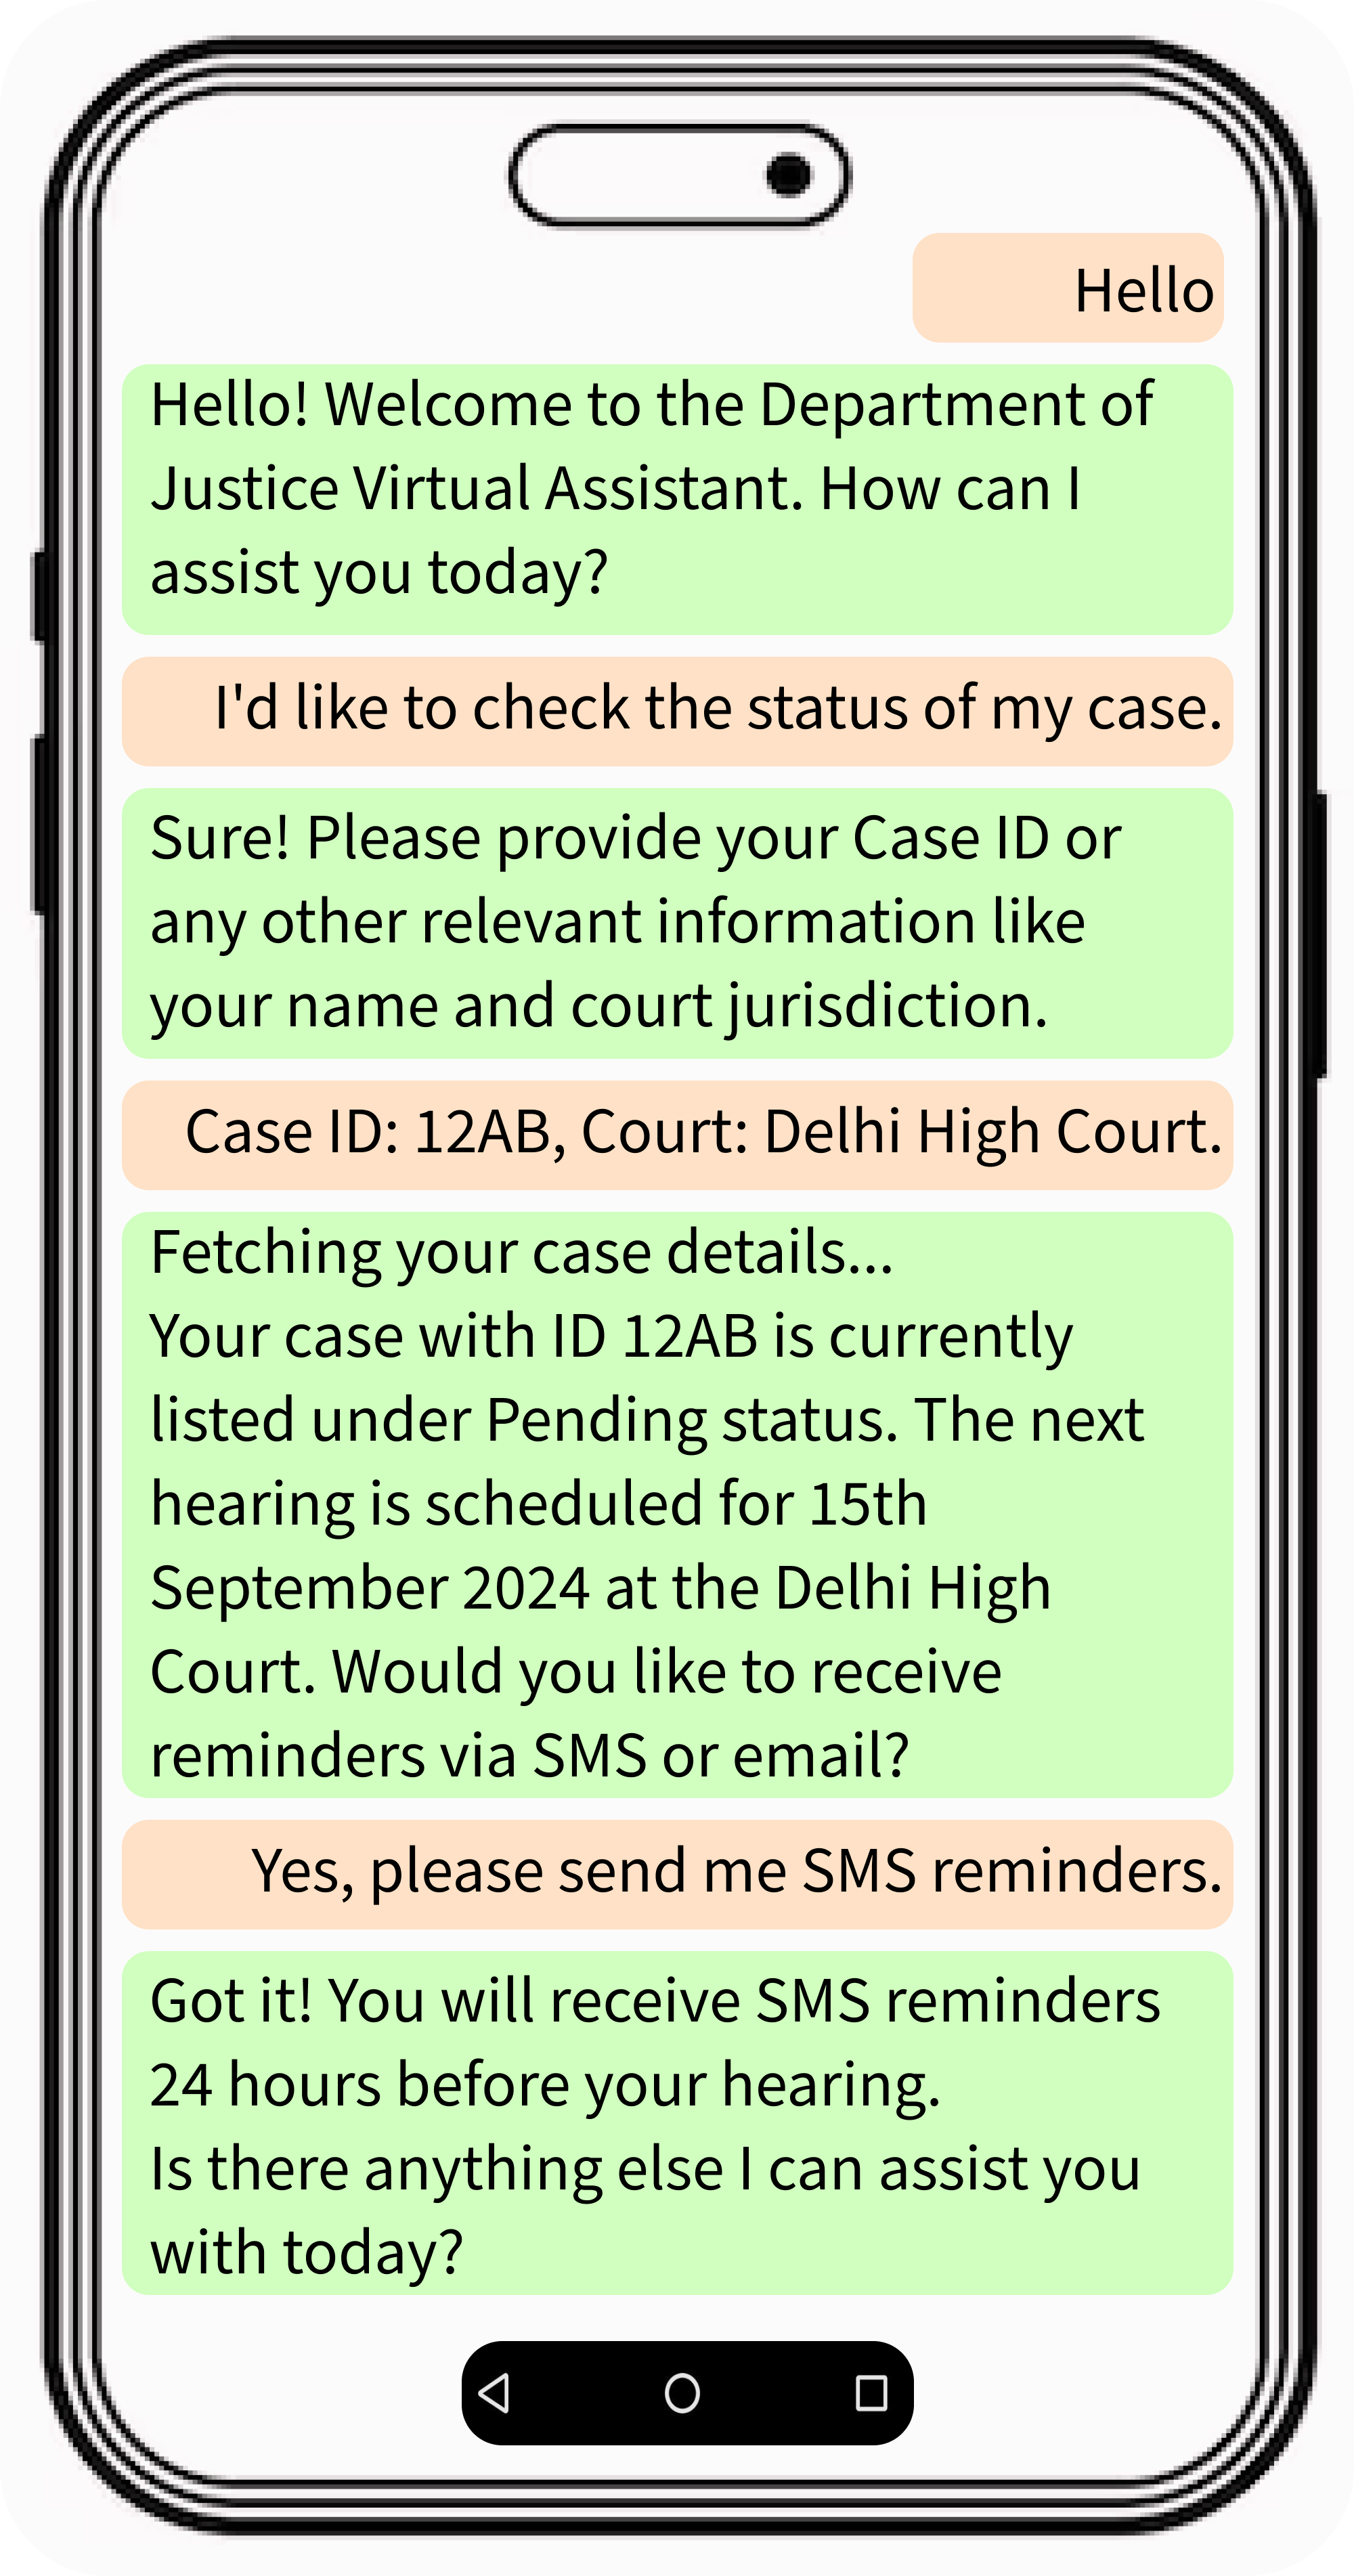 Hello
Hello! Welcome to the Department of
Justice Virtual Assistant. How can I
assist you today?
I'd like to check the status of my case.
Sure! Please provide your Case ID or
any other relevant information like
your name and court jurisdiction.
Case ID: 12AB, Court: Delhi High Court.
Fetching your case details...
Your case with ID 12AB is currently
listed under Pending status. The next
hearing is scheduled for 15th
September 2024 at the Delhi High
Court. Would you like to receive
reminders via SMS or email?
Yes, please send me SMS reminders.
Got it! You will receive SMS reminders
24 hours before your hearing.
Is there anything else I can assist you
with today?